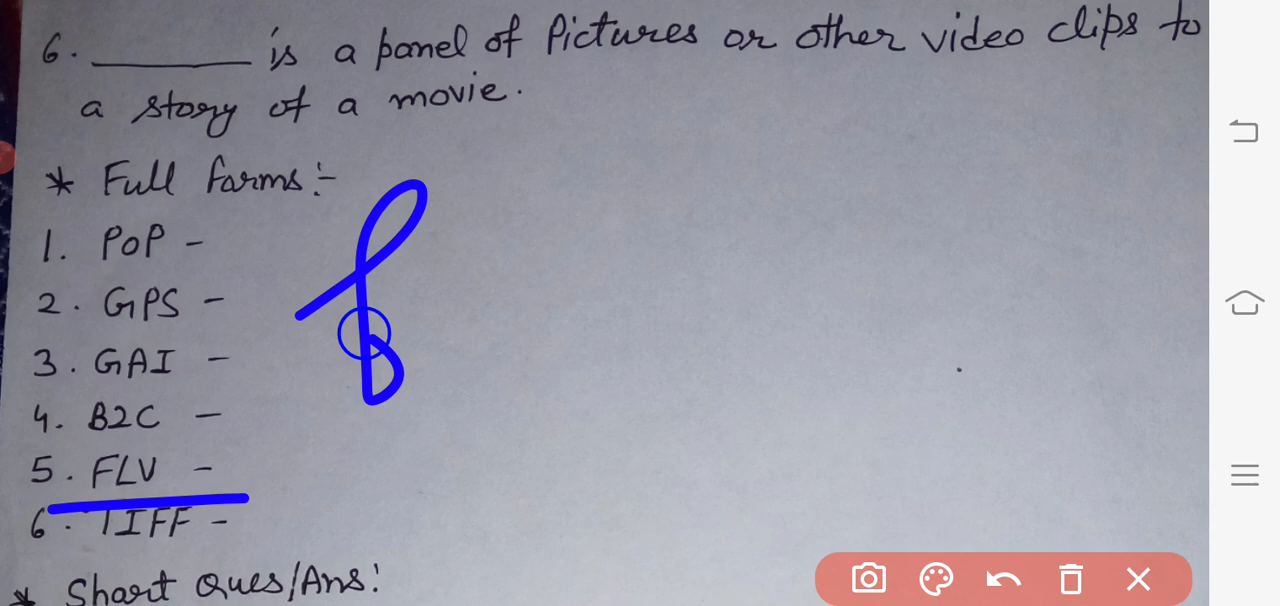 6. ________ is a panel of Pictures or other video clips to
a story of a movie.
* Full forms:-
1. POP -
2. GPS -
3. GAI -
4. B2C -
5. FLV -
6. TIFF -
* Short Ques/Ans: